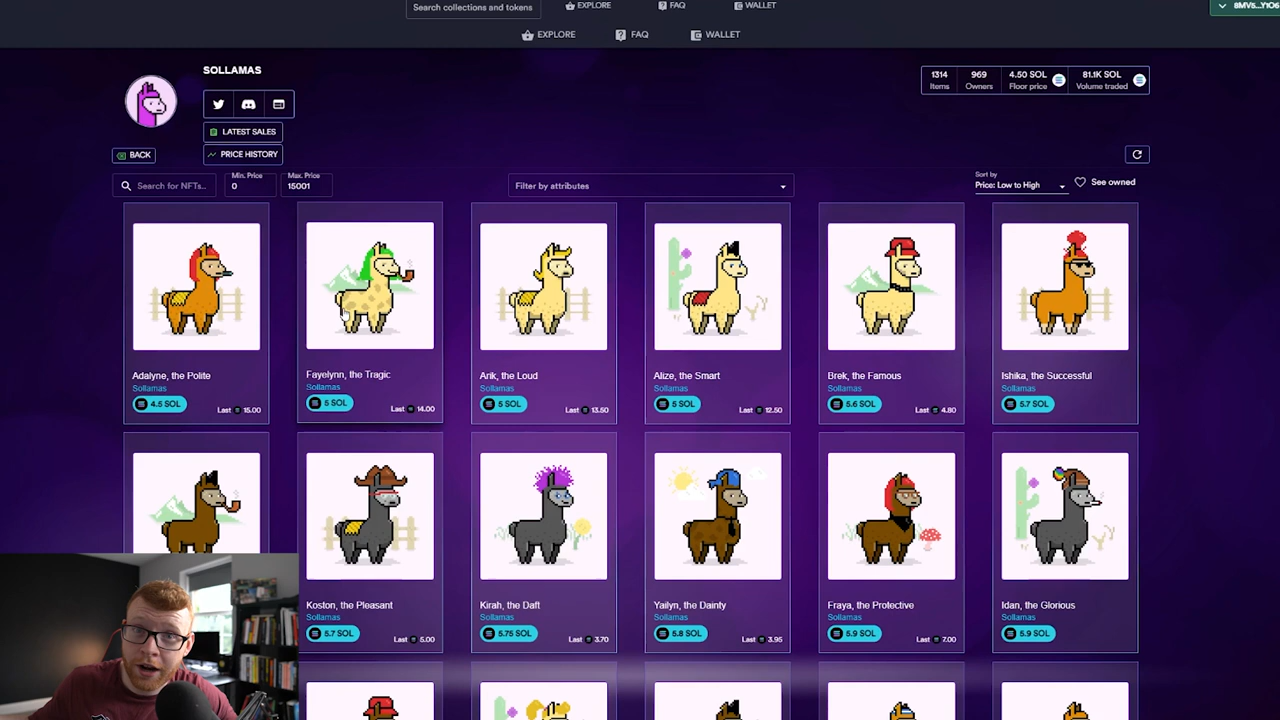 Search collections and tokens
EXPLORE
FAQ
WALLET
8MV5...Y1O6
EXPLORE
FAQ
WALLET
SOLLAMAS
1314 Items
969 Owners
4.50 SOL Floor price
81.1K SOL Volume traded
LATEST SALES
BACK
PRICE HISTORY
Search for NFTs...
Min. Price
0
Max. Price
15001
Filter by attributes
Sort by
Price: Low to High
See owned
Adalyne, the Polite
Sollamas
4.5 SOL
Last 15.00
Fayelynn, the Tragic
Sollamas
5 SOL
Last 14.00
Arik, the Loud
Sollamas
5 SOL
Last 13.50
Alize, the Smart
Sollamas
5 SOL
Last 12.50
Brek, the Famous
Sollamas
5.6 SOL
Last 4.80
Ishika, the Successful
Sollamas
5.7 SOL
Koston, the Pleasant
Sollamas
5.7 SOL
Last 5.00
Kirah, the Daft
Sollamas
5.75 SOL
Last 3.70
Yailyn, the Dainty
Sollamas
5.8 SOL
Last 3.95
Fraya, the Protective
Sollamas
5.9 SOL
Last 7.00
Idan, the Glorious
Sollamas
5.9 SOL